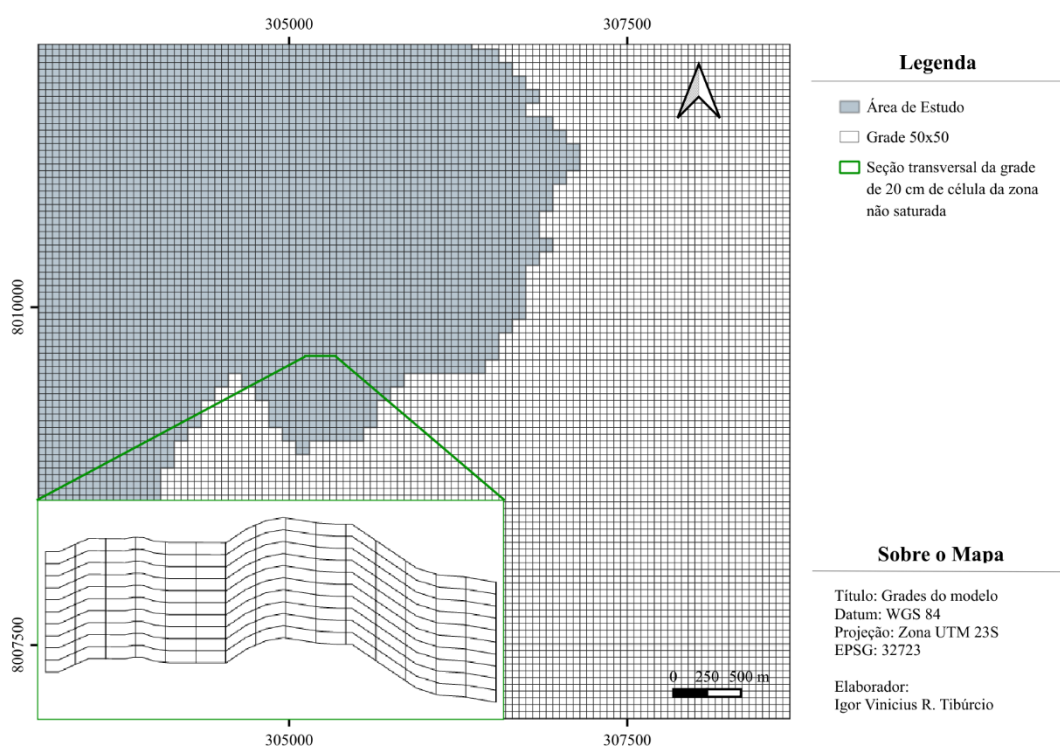 305000
307500
Legenda
Área de Estudo
Grade 50x50
Seção transversal da grade
de 20 cm de célula da zona
não saturada
8010000
8007500
0 250 500 m
305000
307500
Sobre o Mapa
Título: Grades do modelo
Datum: WGS 84
Projeção: Zona UTM 23S
EPSG: 32723
Elaborador:
Igor Vinicius R. Tibúrcio